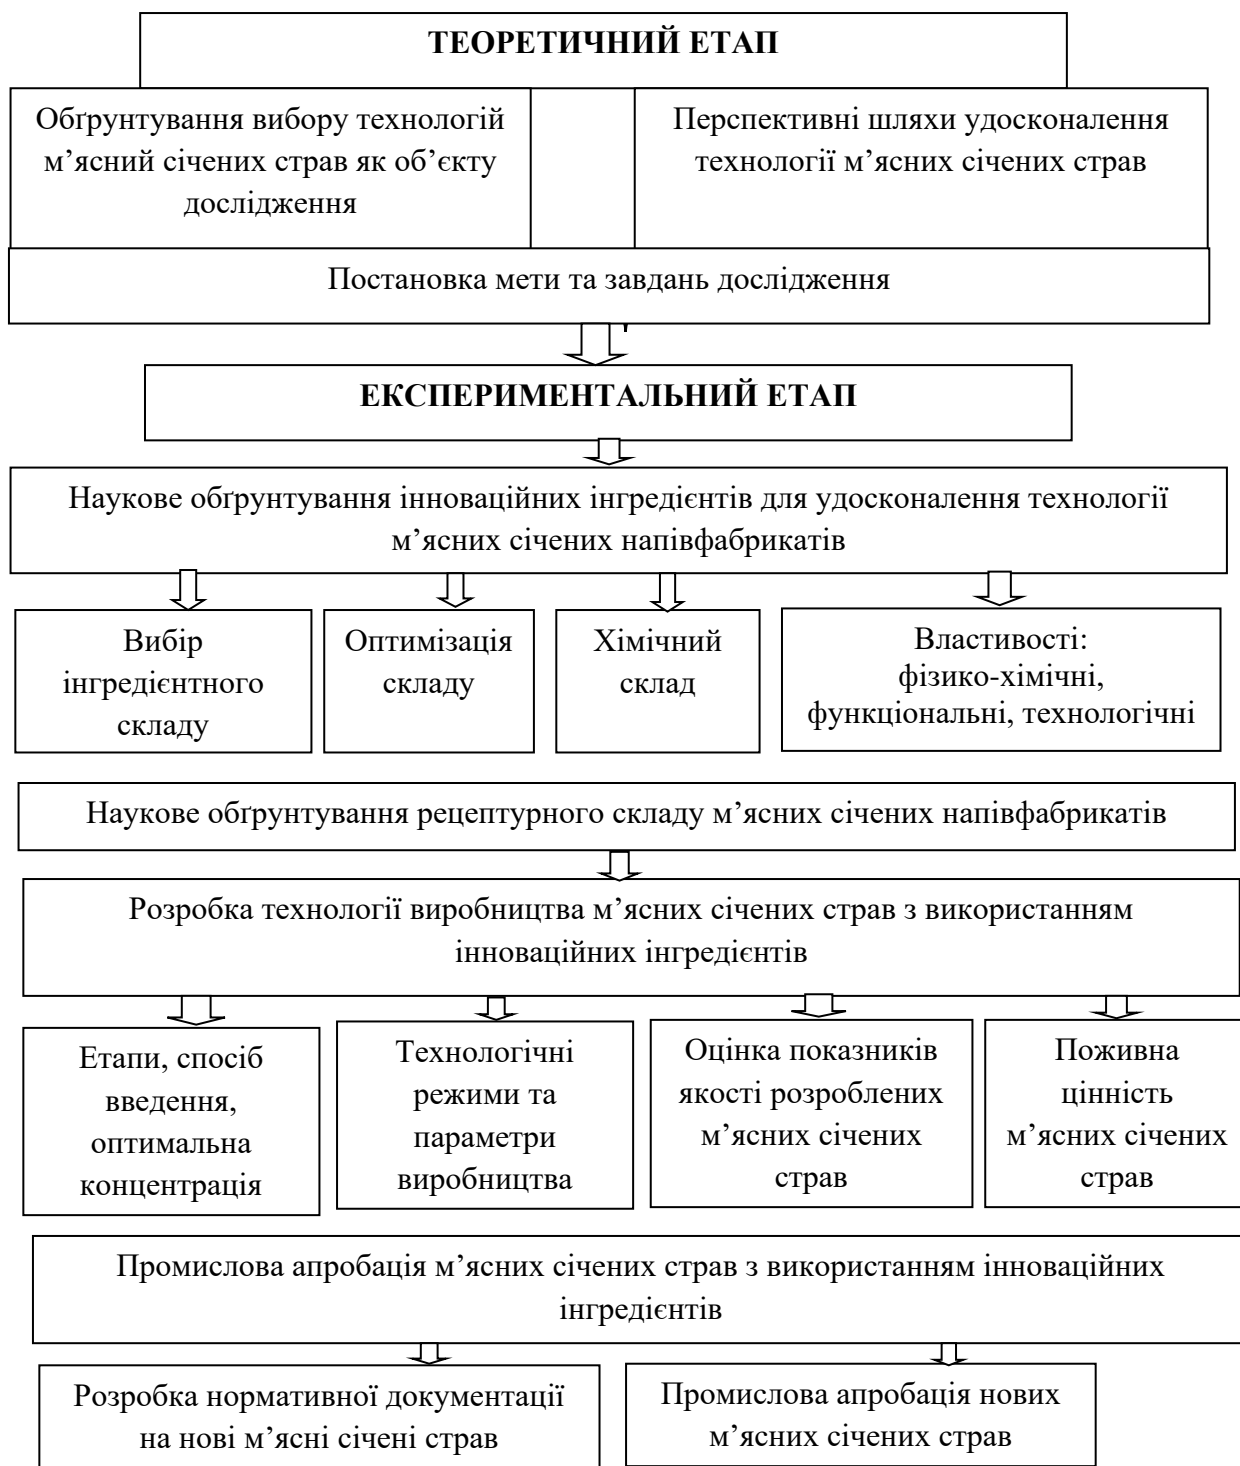 ТЕОРЕТИЧНИЙ ЕТАП
Обґрунтування вибору технологій
м’ясний січених страв як об’єкту
дослідження
Перспективні шляхи удосконалення
технології м’ясних січених страв
Постановка мети та завдань дослідження
ЕКСПЕРИМЕНТАЛЬНИЙ ЕТАП
Наукове обґрунтування інноваційних інгредієнтів для удосконалення технології
м’ясних січених напівфабрикатів
Вибір
інгредієнтного
складу
Оптимізація
складу
Хімічний
склад
Властивості:
фізико-хімічні,
функціональні, технологічні
Наукове обґрунтування рецептурного складу м’ясних січених напівфабрикатів
Розробка технології виробництва м’ясних січених страв з використанням
інноваційних інгредієнтів
Етапи, спосіб
введення,
оптимальна
концентрація
Технологічні
режими та
параметри
виробництва
Оцінка показників
якості розроблених
м’ясних січених
страв
Поживна
цінність
м’ясних січених
страв
Промислова апробація м’ясних січених страв з використанням інноваційних
інгредієнтів
Розробка нормативної документації
на нові м’ясні січені страв
Промислова апробація нових
м’ясних січених страв